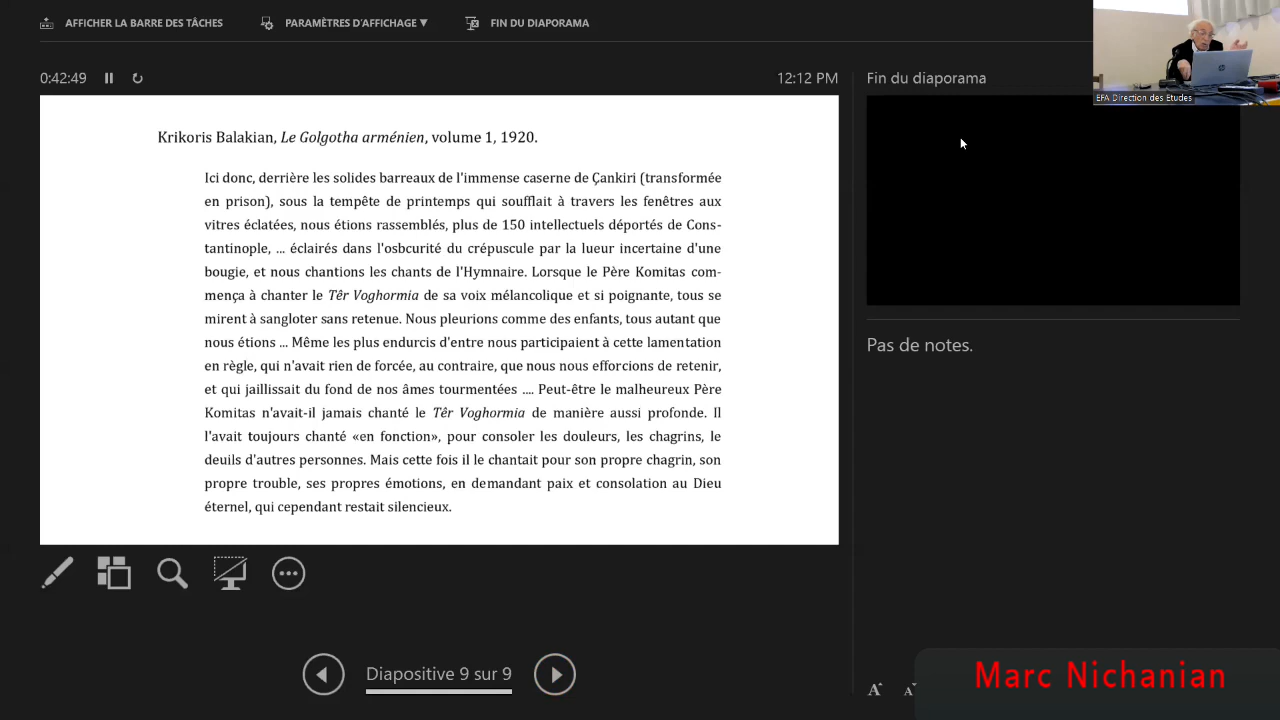 AFFICHER LA BARRE DES TÂCHES
PARAMÈTRES D'AFFICHAGE ▼
FIN DU DIAPORAMA
EFA Direction des Etudes
0:42:49
12:12 PM
Fin du diaporama
Krikoris Balakian, Le Golgotha arménien, volume 1, 1920.
Ici donc, derrière les solides barreaux de l'immense caserne de Çankiri (transformée
en prison), sous la tempête de printemps qui soufflait à travers les fenêtres aux
vitres éclatées, nous étions rassemblés, plus de 150 intellectuels déportés de Cons-
tantinople, ... éclairés dans l'osbcurité du crépuscule par la lueur incertaine d'une
bougie, et nous chantions les chants de l'Hymnaire. Lorsque le Père Komitas com-
mença à chanter le Têr Voghormia de sa voix mélancolique et si poignante, tous se
mirent à sangloter sans retenue. Nous pleurions comme des enfants, tous autant que
nous étions ... Même les plus endurcis d'entre nous participaient à cette lamentation
en règle, qui n'avait rien de forcée, au contraire, que nous nous efforcions de retenir,
et qui jaillissait du fond de nos âmes tourmentées .... Peut-être le malheureux Père
Komitas n'avait-il jamais chanté le Têr Voghormia de manière aussi profonde. Il
l'avait toujours chanté «en fonction», pour consoler les douleurs, les chagrins, le
deuils d'autres personnes. Mais cette fois il le chantait pour son propre chagrin, son
propre trouble, ses propres émotions, en demandant paix et consolation au Dieu
éternel, qui cependant restait silencieux.
Pas de notes.
Diapositive 9 sur 9
A A
Marc Nichanian